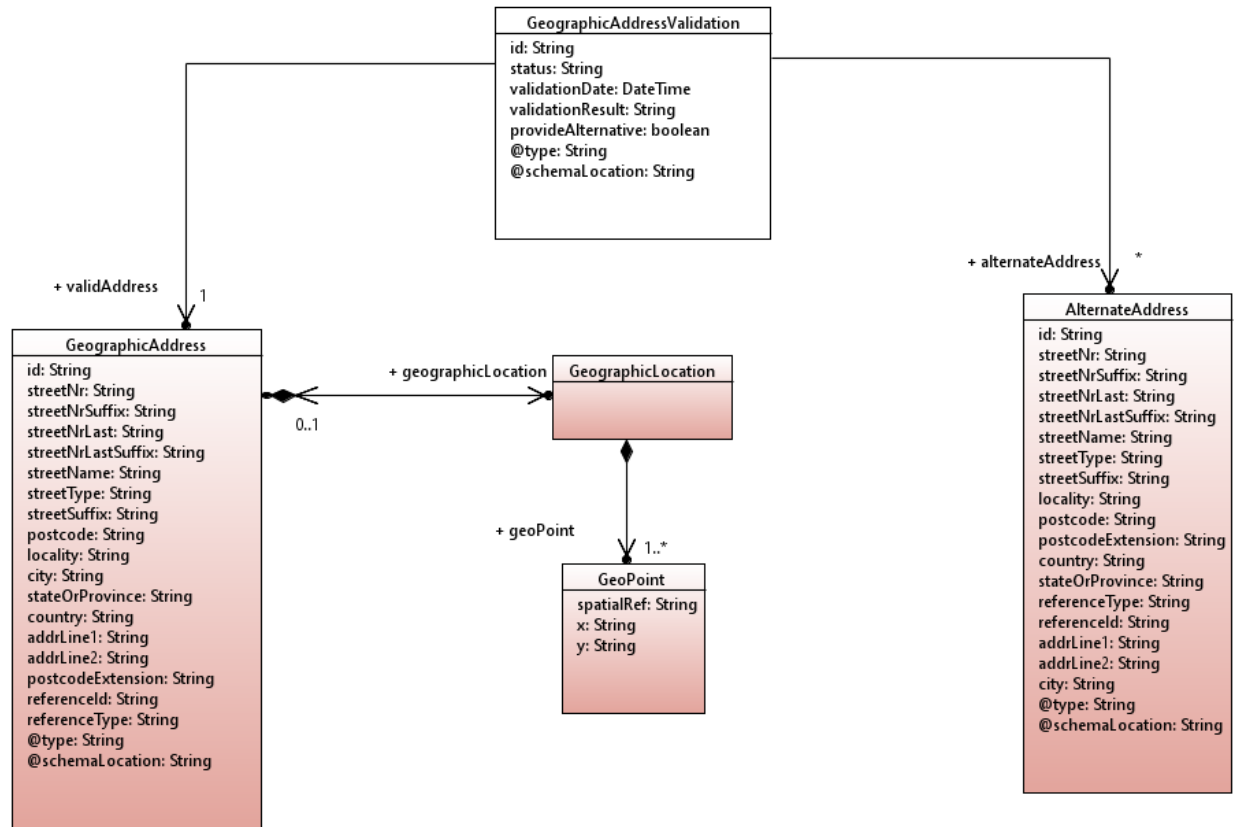 GeographicAddressValidation
id: String
status: String
validationDate: DateTime
validationResult: String
provideAlternative: boolean
@type: String
@schemaLocation: String
+ validAddress
1
+ alternateAddress
*
GeographicAddress
id: String
streetNr: String
streetNrSuffix: String
streetNrLast: String
streetNrLastSuffix: String
streetName: String
streetType: String
streetSuffix: String
postcode: String
locality: String
city: String
stateOrProvince: String
country: String
addrLine1: String
addrLine2: String
postcodeExtension: String
referenceId: String
referenceType: String
@type: String
@schemaLocation: String
+ geographicLocation
0..1
GeographicLocation
+ geoPoint
1..*
GeoPoint
spatialRef: String
x: String
y: String
AlternateAddress
id: String
streetNr: String
streetNrSuffix: String
streetNrLast: String
streetNrLastSuffix: String
streetName: String
streetType: String
streetSuffix: String
locality: String
postcode: String
postcodeExtension: String
country: String
stateOrProvince: String
referenceType: String
referenceId: String
addrLine1: String
addrLine2: String
city: String
@type: String
@schemaLocation: String